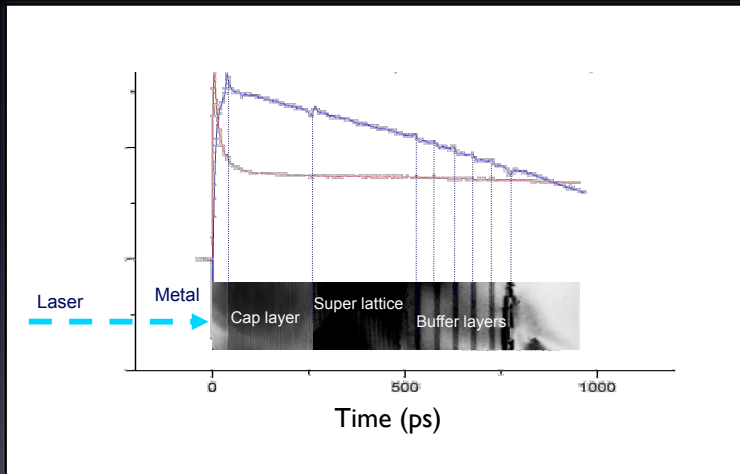 Laser
Metal
Cap layer
Super lattice
Buffer layers
0
500
1000
Time (ps)